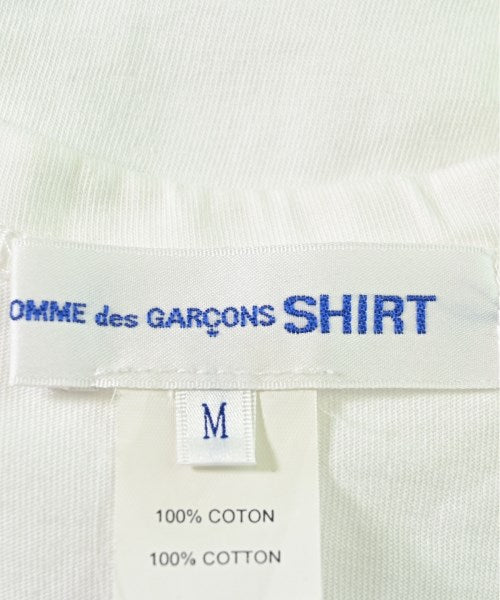 OMME des GARÇONS SHIRT
M
100% COTON
100% COTTON